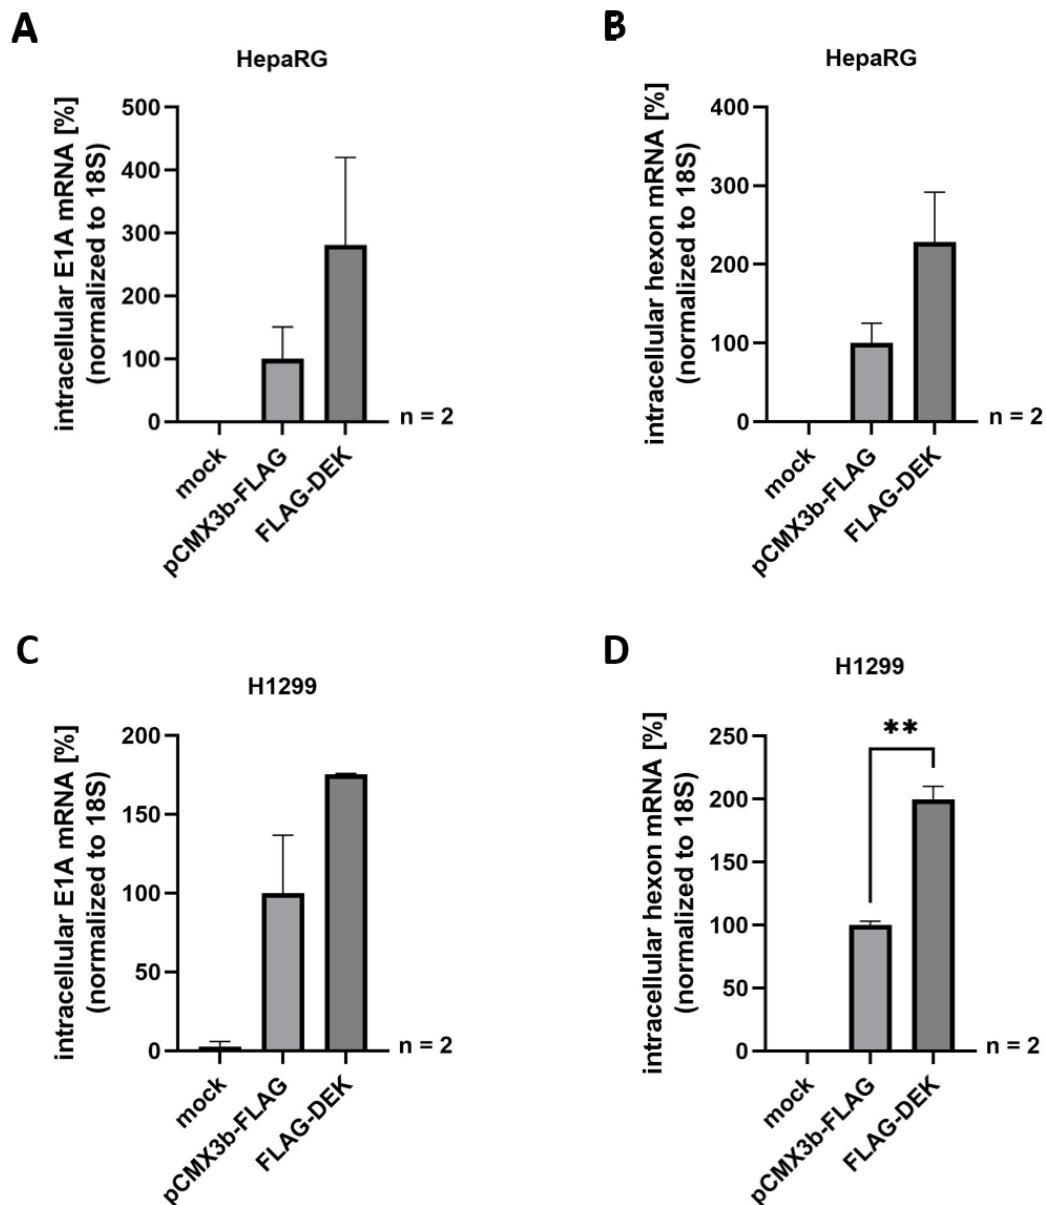 A
HepaRG
intracellular E1A mRNA [%]
(normalized to 18S)
500
400
300
200
100
0
n = 2
mock
pCMX3b-FLAG
FLAG-DEK
B
HepaRG
intracellular hexon mRNA [%]
(normalized to 18S)
400
300
200
100
0
n = 2
mock
pCMX3b-FLAG
FLAG-DEK
C
H1299
intracellular E1A mRNA [%]
(normalized to 18S)
200
150
100
50
0
n = 2
mock
pCMX3b-FLAG
FLAG-DEK
D
H1299
intracellular hexon mRNA [%]
(normalized to 18S)
250
200
150
100
50
0
**
n = 2
mock
pCMX3b-FLAG
FLAG-DEK